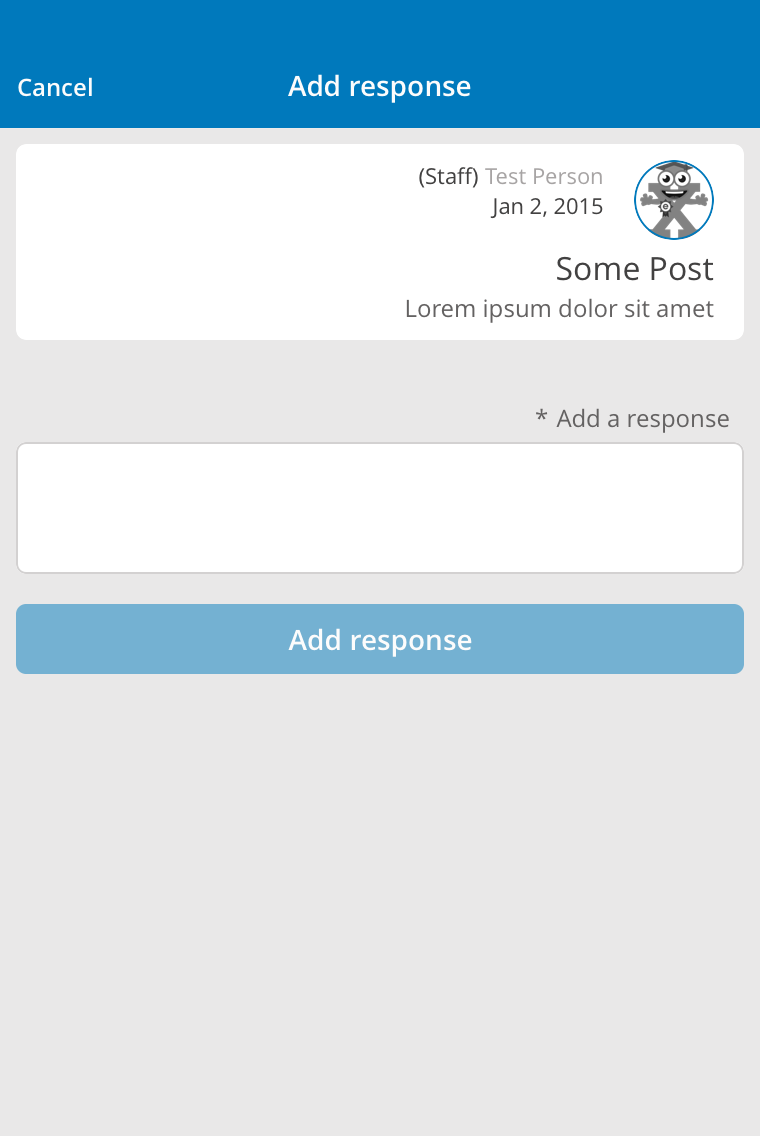 Cancel
Add response
(Staff) Test Person
Jan 2, 2015
Some Post
Lorem ipsum dolor sit amet
* Add a response
Add response